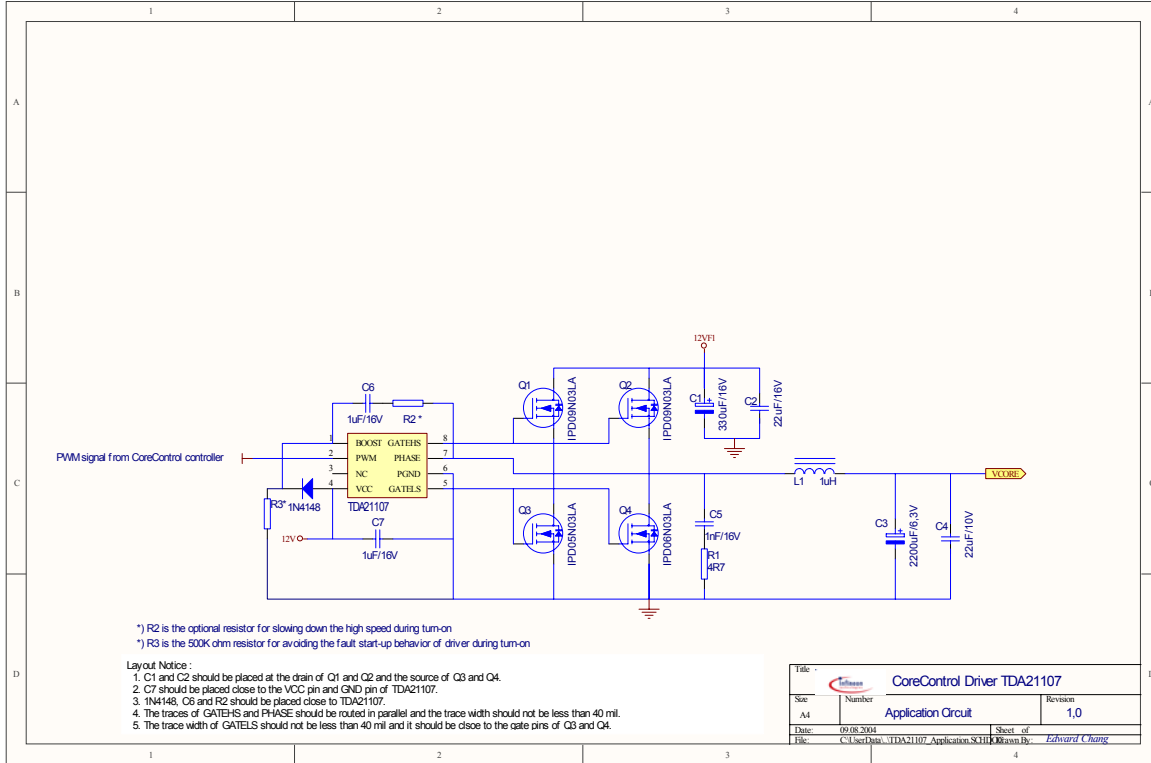 1 2 3 4
A A
B
C
D
12VF1
Q1 IPD09N03LA
Q2 IPD09N03LA
C1 + 330uF/16V
C2 22uF/16V
C6
1uF/16V R2 *
1 BOOST GATEHS 8
2 PWM PHASE 7
3 NC PGND 6
4 VCC GATELS 5
TDA21107
PWM signal from CoreControl controller
R3* 1N4148
12V
C7
1uF/16V
Q3 IPD05N03LA
Q4 IPD06N03LA
C5
1nF/16V
R1
4R7
L1 1uH
VCORE
C3 + 2200uF/6,3V
C4 22uF/10V
*) R2 is the optional resistor for slowing down the high speed during turn-on
*) R3 is the 500K ohm resistor for avoiding the fault start-up behavior of driver during turn-on
Layout Notice :
1. C1 and C2 should be placed at the drain of Q1 and Q2 and the source of Q3 and Q4.
2. C7 should be placed close to the VCC pin and GND pin of TDA21107.
3. 1N4148, C6 and R2 should be placed close to TDA21107.
4. The traces of GATEHS and PHASE should be routed in parallel and the trace width should not be less than 40 mil.
5. The trace width of GATELS should not be less than 40 mil and it should be clsoe to the gate pins of Q3 and Q4.
Title
Infineon
CoreControl Driver TDA21107
Size Number Revision
A4 Application Circuit 1,0
Date: 09.08.2004 Sheet of
File: C:\UserData\..\TDA21107_Application.SCHDOC Drawn By: Edward Chang
1 2 3 4